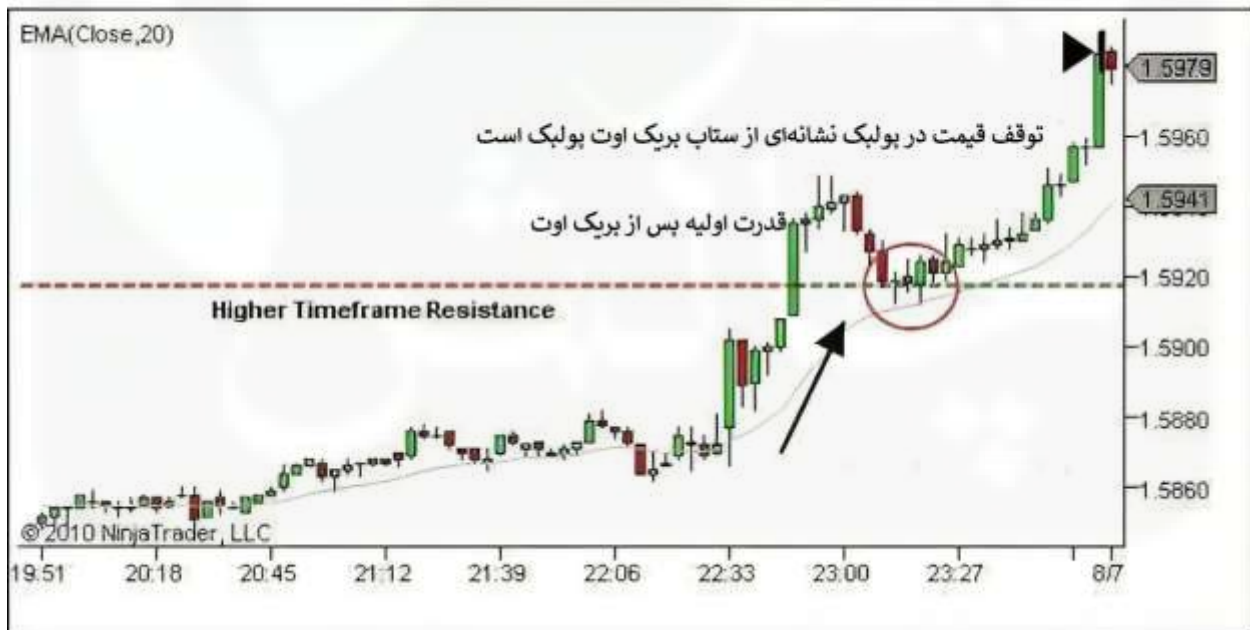 EMA(Close,20)
1.5979
توقف قیمت در پولبک نشانه‌ای از ستاپ بریک اوت پولبک است
1.5960
1.5941
قدرت اولیه پس از بریک اوت
1.5920
Higher Timeframe Resistance
1.5900
1.5880
1.5860
© 2010 NinjaTrader, LLC
19:51 20:18 20:45 21:12 21:39 22:06 22:33 23:00 23:27 8/7